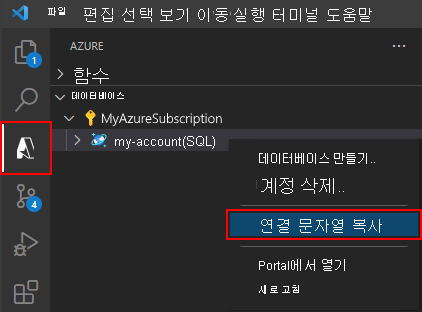 파일 편집 선택 보기 이동 실행 터미널 도움말
AZURE ...
1
함수
데이터베이스
MyAzureSubscription
my-account(SQL)
데이터베이스 만들기..
계정 삭제..
4
연결 문자열 복사
Portal에서 열기
새로 고침